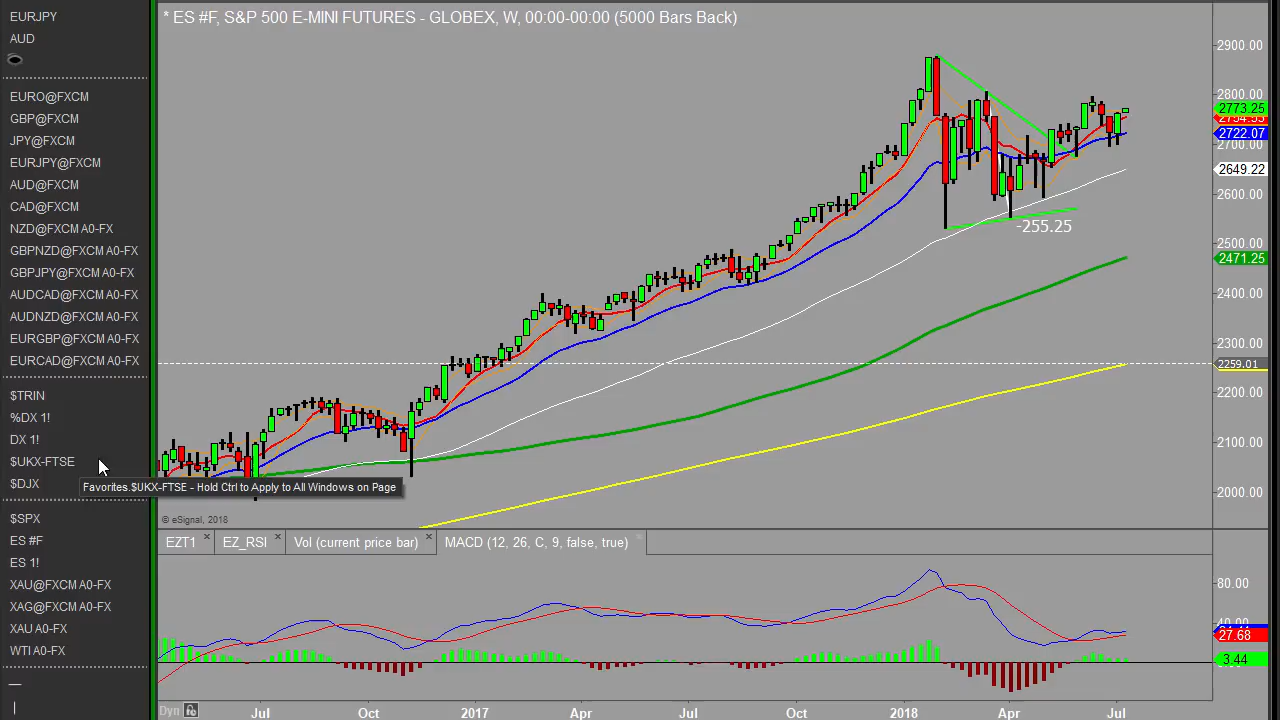 EURJPY
AUD
EURO@FXCM
GBP@FXCM
JPY@FXCM
EURJPY@FXCM
AUD@FXCM
CAD@FXCM
NZD@FXCM A0-FX
GBPNZD@FXCM A0-FX
GBPJPY@FXCM A0-FX
AUDCAD@FXCM A0-FX
AUDNZD@FXCM A0-FX
EURGBP@FXCM A0-FX
EURCAD@FXCM A0-FX
$TRIN
%DX 1!
DX 1!
$UKX-FTSE
$DJX
$SPX
ES #F
ES 1!
XAU@FXCM A0-FX
XAG@FXCM A0-FX
XAU A0-FX
WTI A0-FX
* ES #F, S&P 500 E-MINI FUTURES - GLOBEX, W, 00:00-00:00 (5000 Bars Back)
2900.00
2800.00
2773.25
2722.07
2700.00
2649.22
2600.00
2500.00
2471.25
2400.00
2300.00
2259.01
2200.00
2100.00
2000.00
-255.25
Favorites.$UKX-FTSE - Hold Ctrl to Apply to All Windows on Page
© eSignal, 2018
EZT1
EZ_RSI
Vol (current price bar)
MACD (12, 26, C, 9, false, true)
80.00
40.00
27.68
3.44
Dyn
Jul
Oct
2017
Apr
Jul
Oct
2018
Apr
Jul